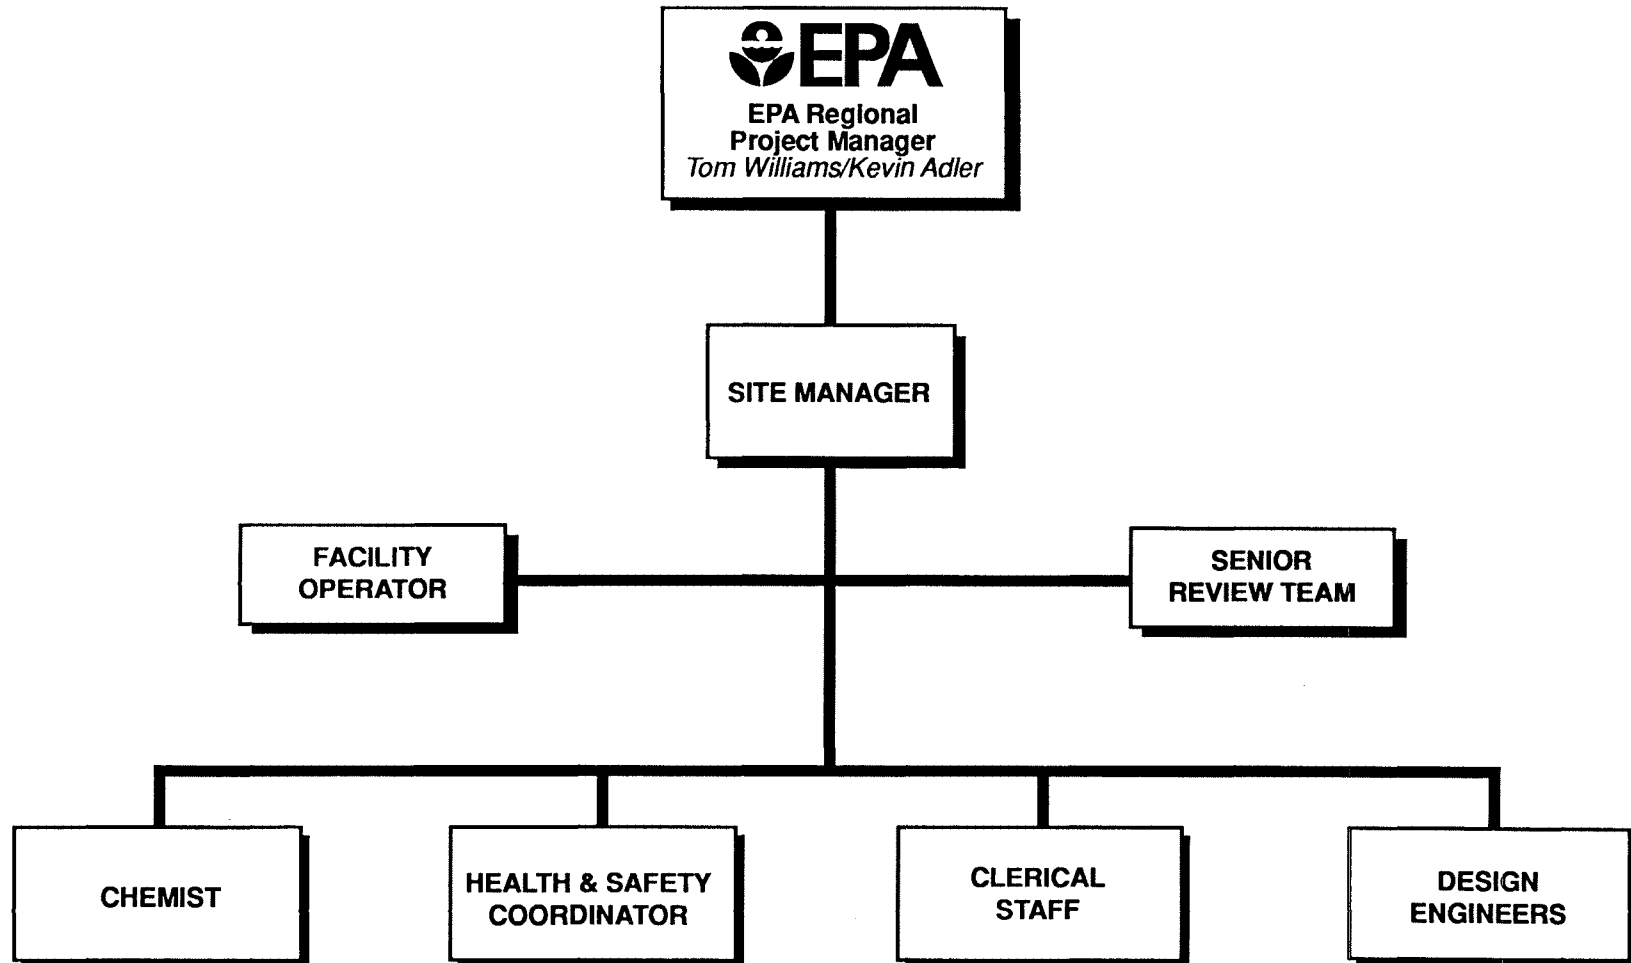 EPA
EPA Regional
Project Manager
Tom Williams/Kevin Adler
SITE MANAGER
FACILITY
OPERATOR
SENIOR
REVIEW TEAM
CHEMIST
HEALTH & SAFETY
COORDINATOR
CLERICAL
STAFF
DESIGN
ENGINEERS